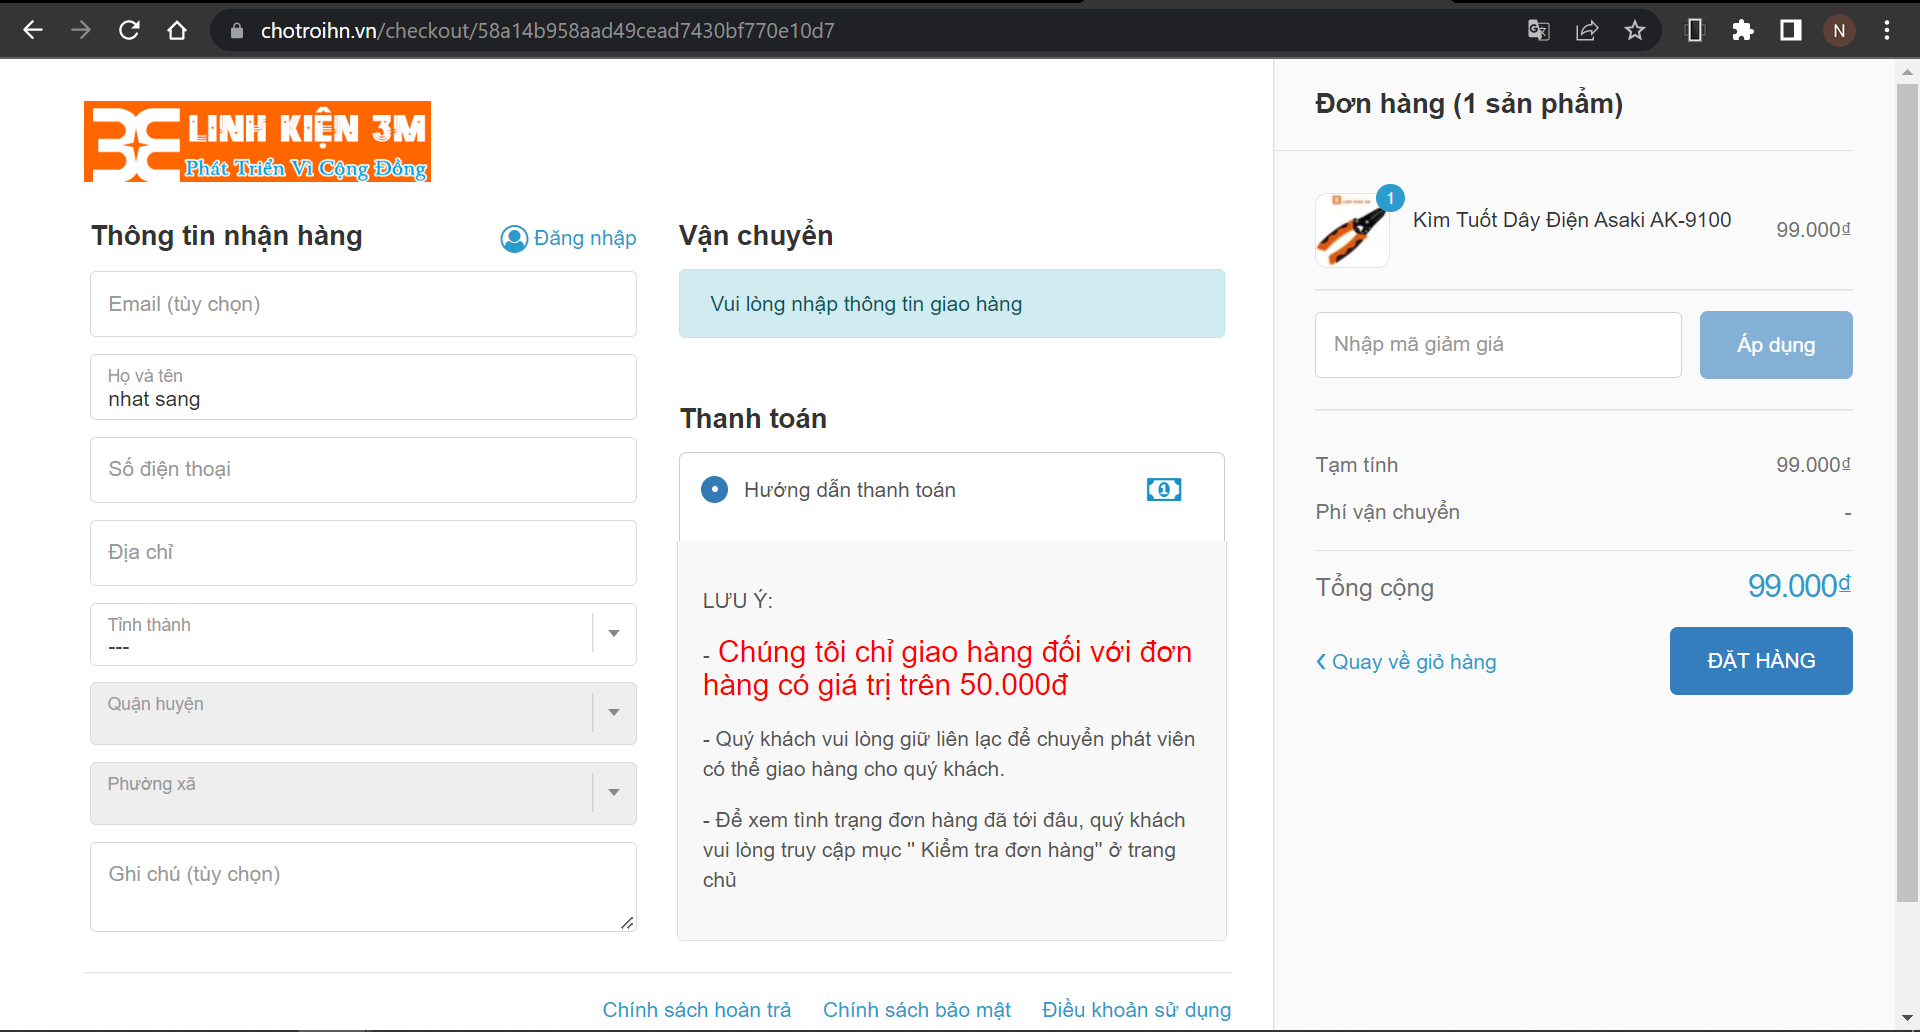 chotroihn.vn/checkout/58a14b958aad49cead7430bf770e10d7
N
LINH KIỆN 3M
Phát Triển Vì Cộng Đồng
Thông tin nhận hàng
Đăng nhập
Email (tùy chọn)
Họ và tên
nhat sang
Số điện thoại
Địa chỉ
Tỉnh thành
---
Quận huyện
Phường xã
Ghi chú (tùy chọn)
Vận chuyển
Vui lòng nhập thông tin giao hàng
Thanh toán
Hướng dẫn thanh toán
LƯU Ý:
- Chúng tôi chỉ giao hàng đối với đơn
hàng có giá trị trên 50.000đ
- Quý khách vui lòng giữ liên lạc để chuyển phát viên
có thể giao hàng cho quý khách.
- Để xem tình trạng đơn hàng đã tới đâu, quý khách
vui lòng truy cập mục " Kiểm tra đơn hàng" ở trang
chủ
Chính sách hoàn trả
Chính sách bảo mật
Điều khoản sử dụng
Đơn hàng (1 sản phẩm)
1
Kìm Tuốt Dây Điện Asaki AK-9100
99.000₫
Nhập mã giảm giá
Áp dụng
Tạm tính
99.000₫
Phí vận chuyển
-
Tổng cộng
99.000₫
Quay về giỏ hàng
ĐẶT HÀNG